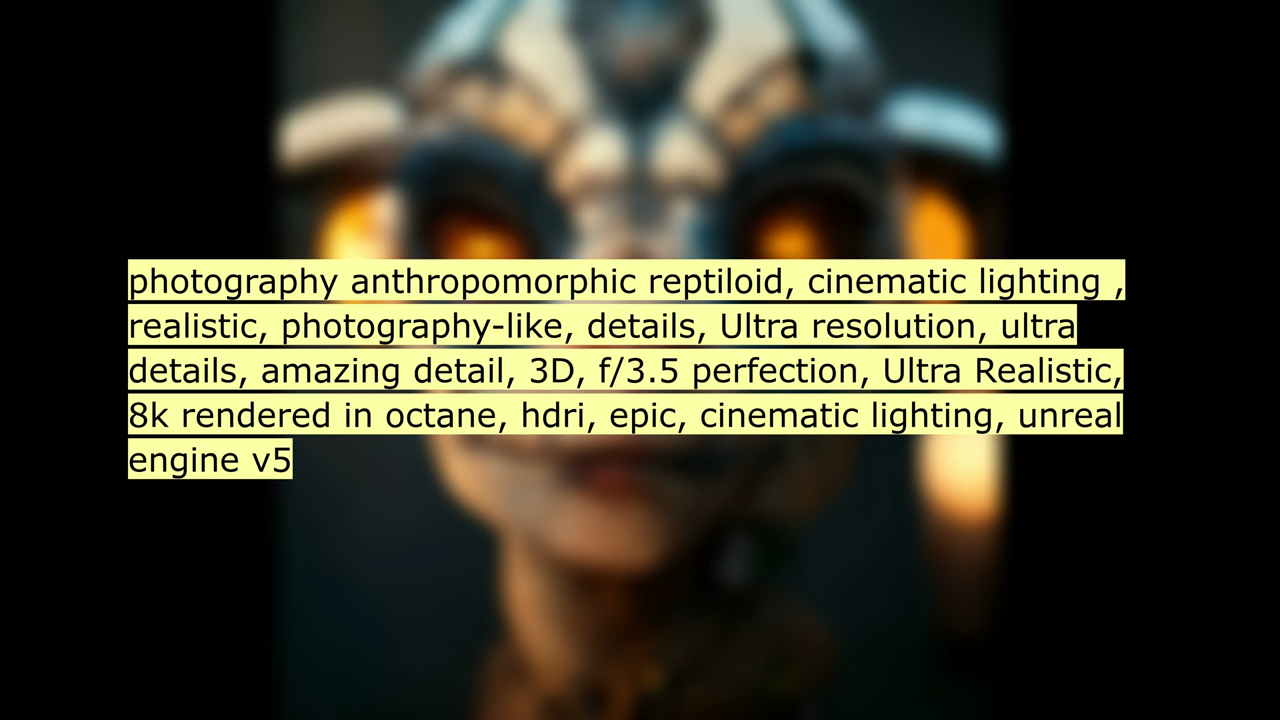 photography anthropomorphic reptiloid, cinematic lighting ,
realistic, photography-like, details, Ultra resolution, ultra
details, amazing detail, 3D, f/3.5 perfection, Ultra Realistic,
8k rendered in octane, hdri, epic, cinematic lighting, unreal
engine v5